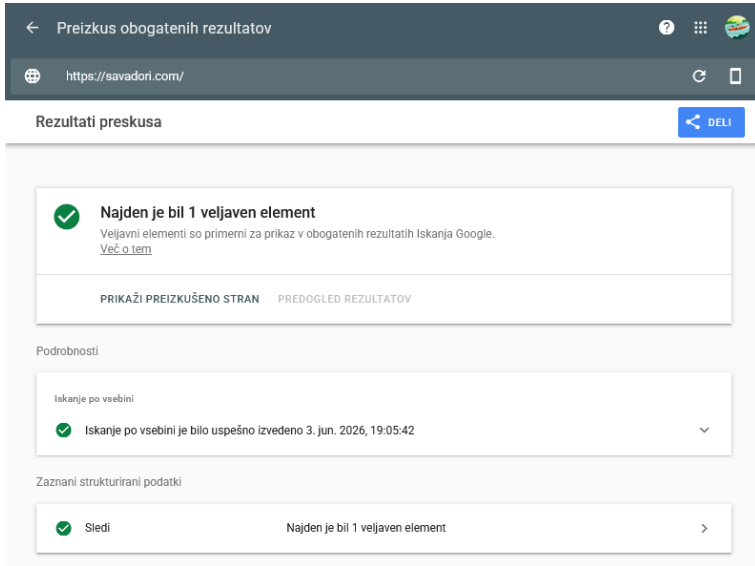 Preizkus obogatenih rezultatov
https://savadori.com/
Rezultati preskusa
DELI
Najden je bil 1 veljaven element
Veljavni elementi so primerni za prikaz v obogatenih rezultatih Iskanja Google.
Več o tem
PRIKAŽI PREIZKUŠENO STRAN PREDOGLED REZULTATOV
Podrobnosti
Iskanje po vsebini
Iskanje po vsebini je bilo uspešno izvedeno 3. jun. 2026, 19:05:42
Zaznani strukturirani podatki
Sledi Najden je bil 1 veljaven element